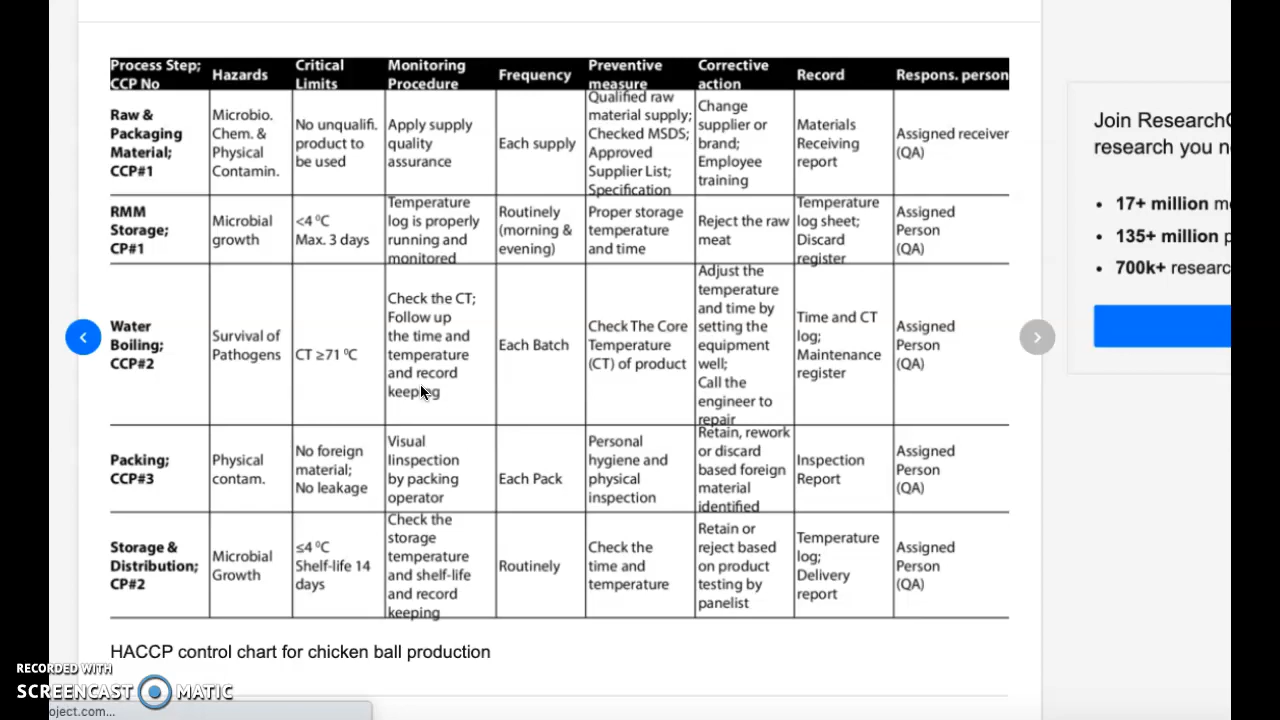 Process Step;
CCP No
Hazards
Critical
Limits
Monitoring
Procedure
Frequency
Preventive
measure
Corrective
action
Record
Respons. person
Raw &
Packaging
Material;
CCP#1
Microbio.
Chem. &
Physical
Contamin.
No unqualifi.
product to
be used
Apply supply
quality
assurance
Each supply
Qualified raw
material supply;
Checked MSDS;
Approved
Supplier List;
Specification
Change
supplier or
brand;
Employee
training
Materials
Receiving
report
Assigned receiver
(QA)
RMM
Storage;
CP#1
Microbial
growth
<4 ⁰C
Max. 3 days
Temperature
log is properly
running and
monitored
Routinely
(morning &
evening)
Proper storage
temperature
and time
Reject the raw
meat
Temperature
log sheet;
Discard
register
Assigned
Person
(QA)
Water
Boiling;
CCP#2
Survival of
Pathogens
CT ≥71 ⁰C
Check the CT;
Follow up
the time and
temperature
and record
keeping
Each Batch
Check The Core
Temperature
(CT) of product
Adjust the
temperature
and time by
setting the
equipment
well;
Call the
engineer to
repair
Time and CT
log;
Maintenance
register
Assigned
Person
(QA)
Packing;
CCP#3
Physical
contam.
No foreign
material;
No leakage
Visual
Iinspection
by packing
operator
Each Pack
Personal
hygiene and
physical
inspection
Retain, rework
or discard
based foreign
material
identified
Inspection
Report
Assigned
Person
(QA)
Storage &
Distribution;
CP#2
Microbial
Growth
≤4 ⁰C
Shelf-life 14
days
Check the
storage
temperature
and shelf-life
and record
keeping
Routinely
Check the
time and
temperature
Retain or
reject based
on product
testing by
panelist
Temperature
log;
Delivery
report
Assigned
Person
(QA)
HACCP control chart for chicken ball production
Join Research
research you
• 17+ million
• 135+ million
• 700k+ researc
RECORDED WITH
SCREENCAST MATIC
oject.com...